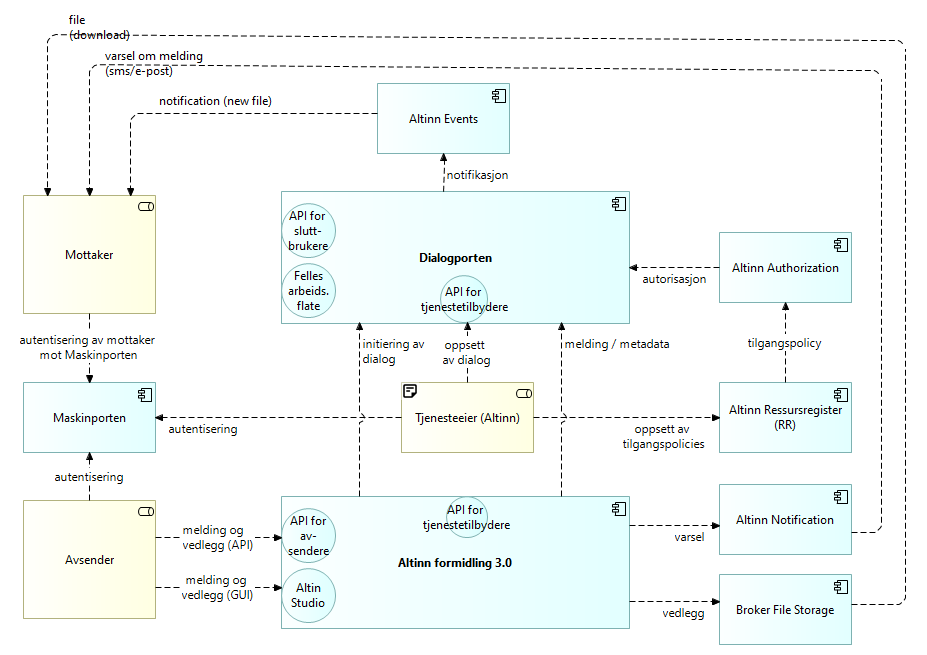 file
(download)
varsel om melding
(sms/e-post)
notification (new file)
Altinn Events
notifikasjon
API for
slutt-
brukere
Felles
arbeids.
flate
Dialogporten
API for
tjenestetilbydere
Mottaker
Altinn Authorization
autorisasjon
autentisering av mottaker
mot Maskinporten
initiering av
dialog
oppsett
av dialog
melding / metadata
tilgangspolicy
Maskinporten
autentisering
Tjenesteeier (Altinn)
oppsett av
tilgangspolicies
Altinn Ressursregister
(RR)
autentisering
Avsender
melding og
vedlegg (API)
melding og
vedlegg (GUI)
API for
av-
sendere
Altin
Studio
API for
tjenestetilbydere
Altinn formidling 3.0
varsel
vedlegg
Altinn Notification
Broker File Storage